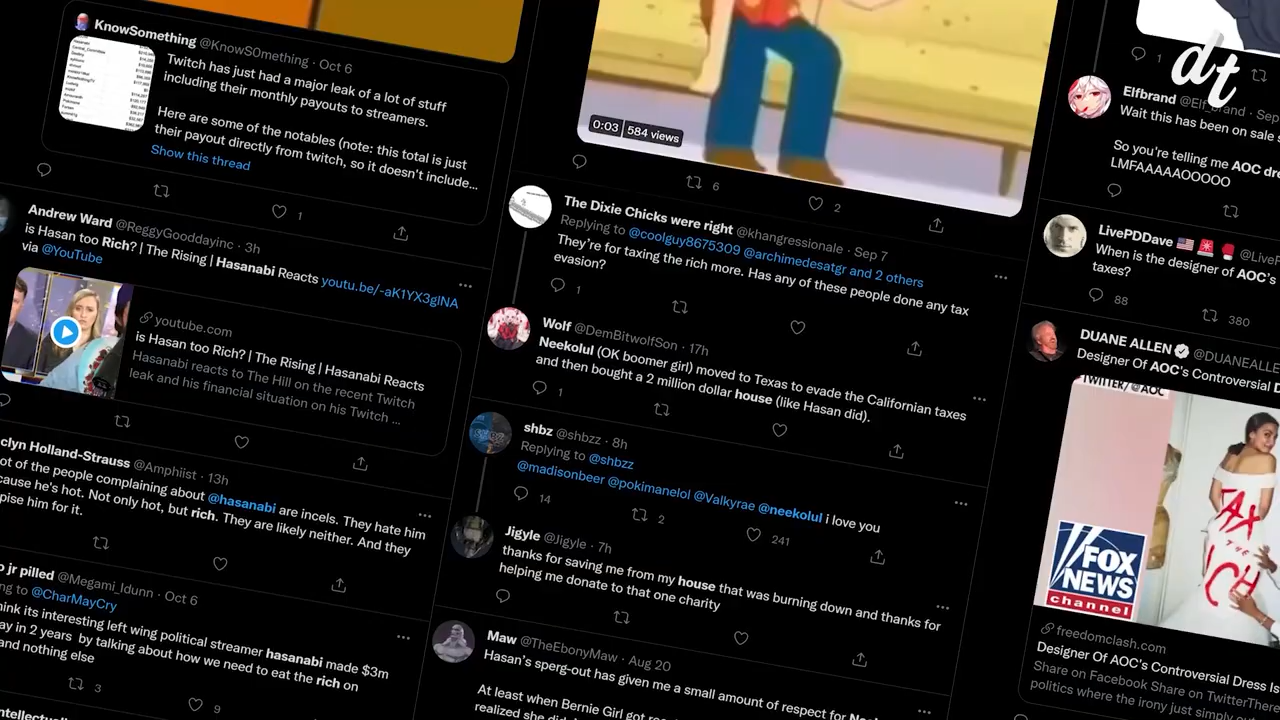 KnowSomething @KnowS0mething · Oct 6
Twitch has just had a major leak of a lot of stuff
including their monthly payouts to streamers.
Here are some of the notables (note: this total is just
their payout directly from twitch, so it doesn't include...
Show this thread
1
Andrew Ward @ReggyGooddayinc · 3h
is Hasan too Rich? | The Rising | Hasanabi Reacts youtu.be/-aK1YX3glNA
via @YouTube
youtube.com
is Hasan too Rich? | The Rising | Hasanabi Reacts
Hasanabi reacts to The Hill on the recent Twitch
leak and his financial situation on his Twitch ...
clyn Holland-Strauss @Amphiist · 13h
ot of the people complaining about @hasanabi are incels. They hate him
cause he's hot. Not only hot, but rich. They are likely neither. And they
pise him for it.
o jr pilled @Megami_Idunn · Oct 6
ng to @CharMayCry
hink its interesting left wing political streamer hasanabi made $3m
ay in 2 years by talking about how we need to eat the rich on
and nothing else
3
9
0:03 584 views
6
2
The Dixie Chicks were right @khangressionale · Sep 7
Replying to @coolguy8675309 @archimedesatgr and 2 others
They're for taxing the rich more. Has any of these people done any tax
evasion?
1
Wolf @DemBitwolfSon · 17h
Neekolul (OK boomer girl) moved to Texas to evade the Californian taxes
and then bought a 2 million dollar house (like Hasan did).
1
shbz @shbzz · 8h
Replying to @shbzz
@madisonbeer @pokimanelol @Valkyrae @neekolul i love you
14
2
241
Jigyle @Jigyle · 7h
thanks for saving me from my house that was burning down and thanks for
helping me donate to that one charity
Maw @TheEbonyMaw · Aug 20
Hasan's sperg-out has given me a small amount of respect for
At least when Bernie Girl got
realized she
dt
1
Elfbrand @Elf_brand · Sep
Wait this has been on sale
So you're telling me AOC dre
LMFAAAAAOOOOO
LivePDDave @LiveP
When is the designer of AOC's
taxes?
88
380
DUANE ALLEN @DUANEALLE
Designer Of AOC's Controversial D
TWITTER/@AOC
TAX
THE
RICH
FOX
NEWS
channel
freedomclash.com
Designer Of AOC's Controversial Dress Is
Share on Facebook Share on TwitterThere
politics where the irony just simply